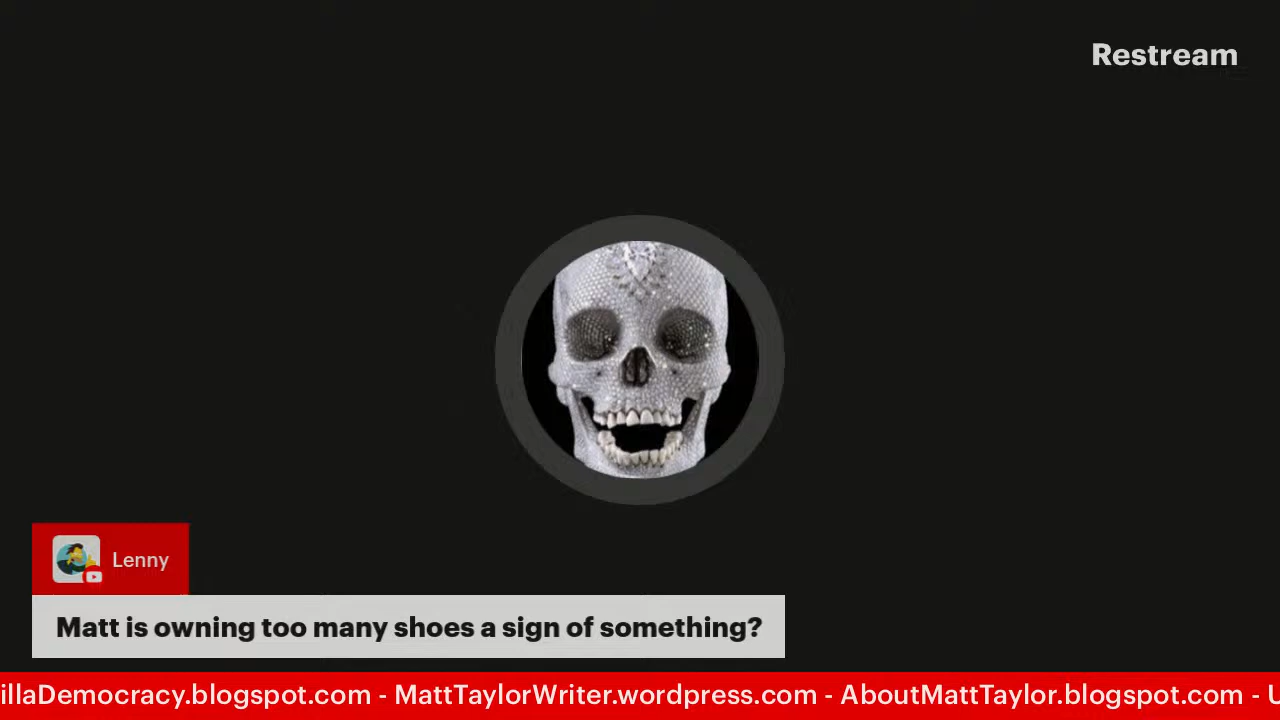 Restream
Lenny
Matt is owning too many shoes a sign of something?
illaDemocracy.blogspot.com - MattTaylorWriter.wordpress.com - AboutMattTaylor.blogspot.com - U